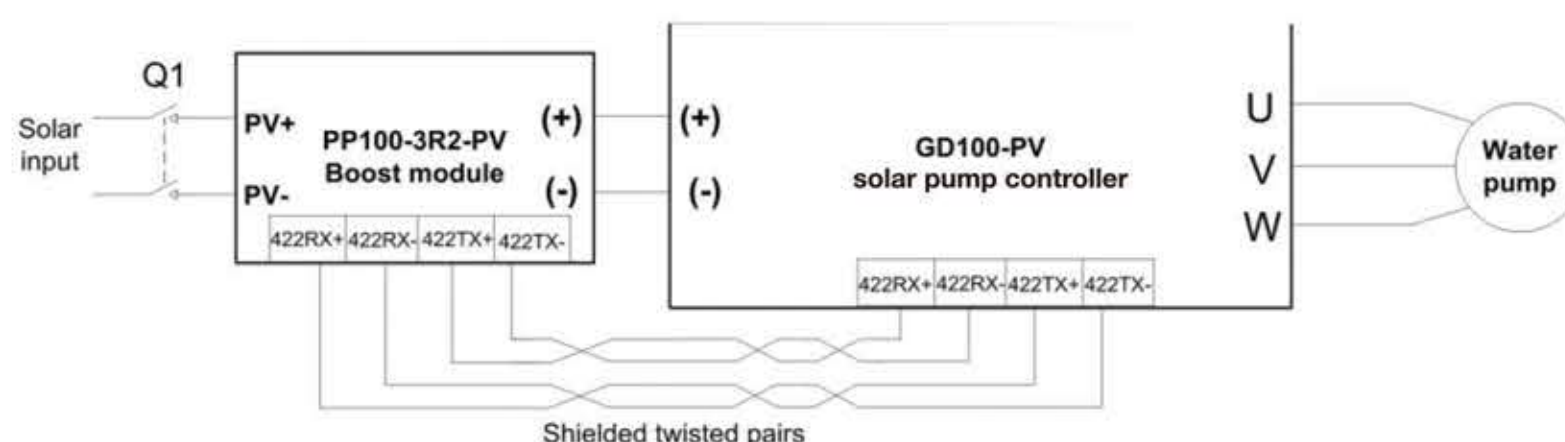 Q1
Solar
input
PV+
PV-
PP100-3R2-PV
Boost module
(+)
(-)
422RX+ 422RX- 422TX+ 422TX-
(+)
(-)
GD100-PV
solar pump controller
U
V
W
422RX+ 422RX- 422TX+ 422TX-
Water
pump
Shielded twisted pairs